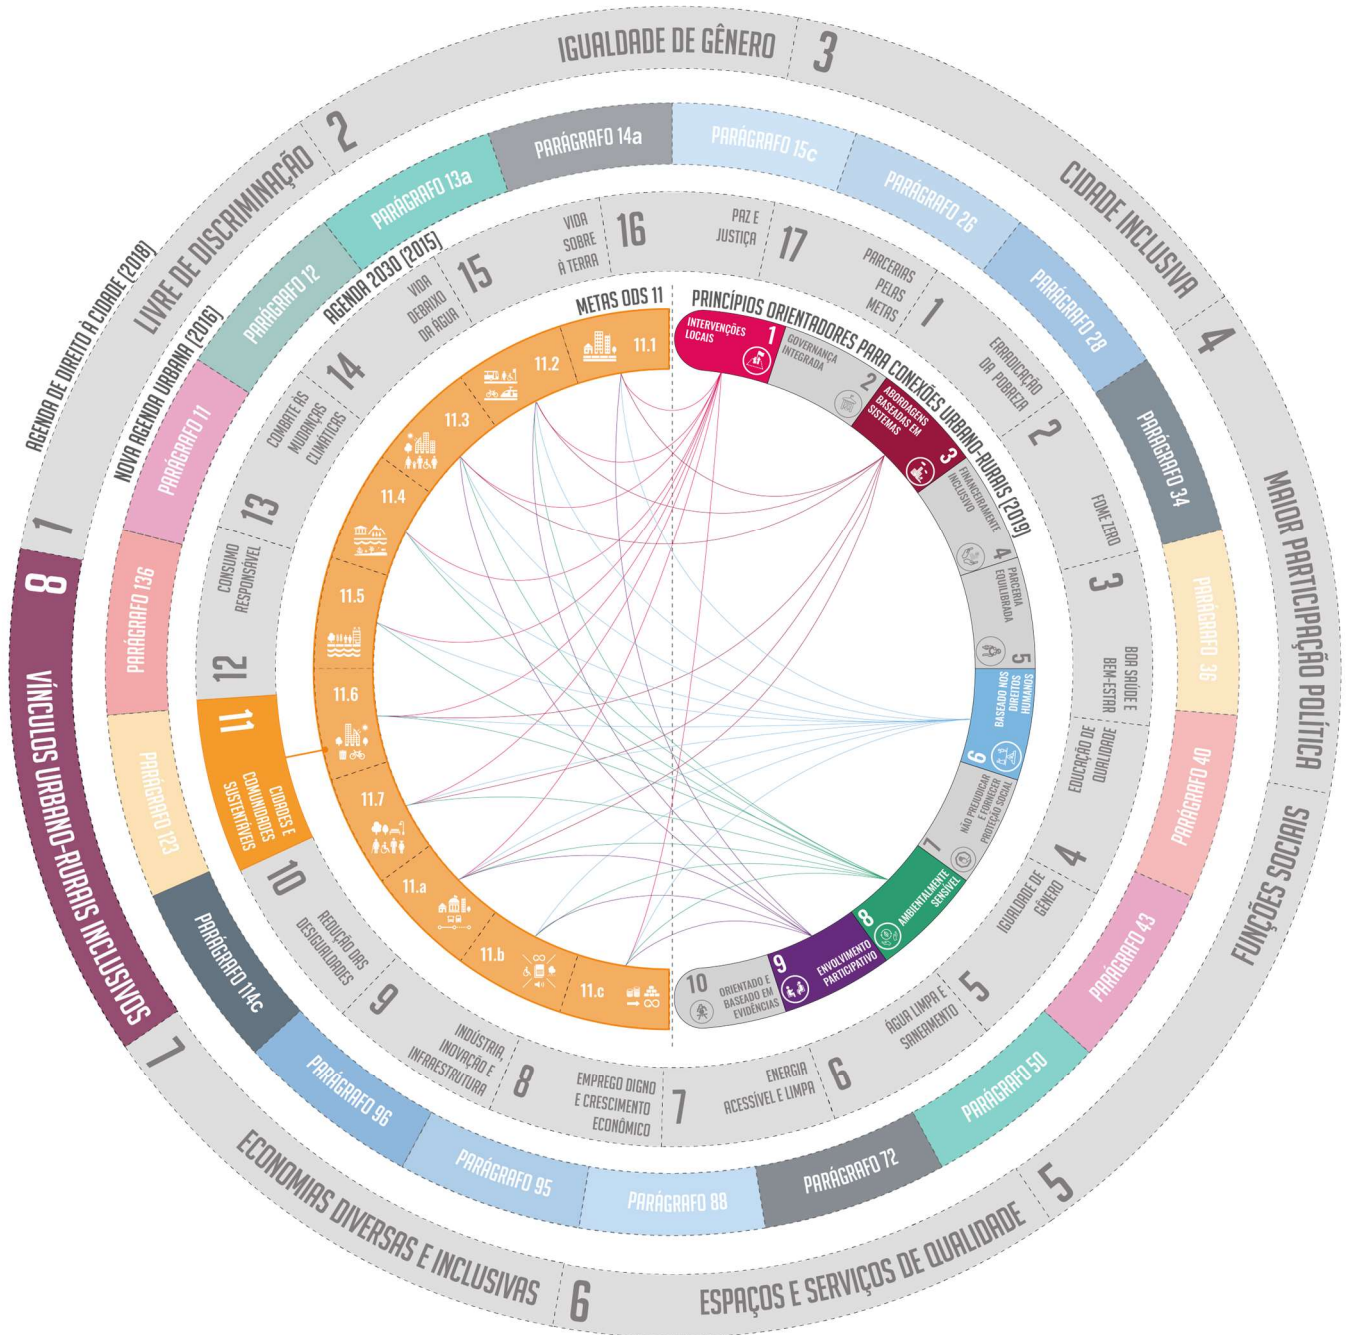 AGENDA DE DIREITO À CIDADE (2018)
1
LIVRE DE DISCRIMINAÇÃO
2
IGUALDADE DE GÊNERO
3
CIDADE INCLUSIVA
4
MAIOR PARTICIPAÇÃO POLÍTICA
FUNÇÕES SOCIAIS
5
ESPAÇOS E SERVIÇOS DE QUALIDADE
6
ECONOMIAS DIVERSAS E INCLUSIVAS
7
VÍNCULOS URBANO-RURAIS INCLUSIVOS
8
NOVA AGENDA URBANA (2016)
PARÁGRAFO 11
PARÁGRAFO 12
PARÁGRAFO 13a
PARÁGRAFO 14a
PARÁGRAFO 15c
PARÁGRAFO 26
PARÁGRAFO 28
PARÁGRAFO 34
PARÁGRAFO 36
PARÁGRAFO 40
PARÁGRAFO 43
PARÁGRAFO 50
PARÁGRAFO 72
PARÁGRAFO 88
PARÁGRAFO 95
PARÁGRAFO 96
PARÁGRAFO 114c
PARÁGRAFO 123
PARÁGRAFO 136
AGENDA 2030 (2015)
1
ERRADICAÇÃO
DA POBREZA
2
FOME ZERO
3
BOA SAÚDE E
BEM-ESTAR
EDUCAÇÃO DE
QUALIDADE
4
IGUALDADE DE
GÊNERO
5
ÁGUA LIMPA E
SANEAMENTO
6
ENERGIA
ACESSÍVEL E LIMPA
7
EMPREGO DIGNO
E CRESCIMENTO
ECONÔMICO
8
INDÚSTRIA,
INOVAÇÃO E
INFRAESTRUTURA
9
REDUÇÃO DAS
DESIGUALDADES
10
11
CIDADES E
COMUNIDADES
SUSTENTÁVEIS
12
CONSUMO
RESPONSÁVEL
13
COMBATE AS
MUDANÇAS
CLIMÁTICAS
14
VIDA
DEBAIXO
DA ÁGUA
15
VIDA
SOBRE
À TERRA
16
PAZ E
JUSTIÇA
17
PARCERIAS
PELAS
METAS
METAS ODS 11
11.1
11.2
11.3
11.4
11.5
11.6
11.7
11.a
11.b
11.c
PRINCÍPIOS ORIENTADORES PARA CONEXÕES URBANO-RURAIS (2019)
INTERVENÇÕES
LOCAIS
1
GOVERNANÇA
INTEGRADA
2
ABORDAGENS
BASEADAS EM
SISTEMAS
3
FINANCEIRAMENTE
INCLUSIVO
4
PARCERIA
EQUILIBRADA
5
BASEADO NOS
DIREITOS
HUMANOS
6
NÃO PREJUDICAR
E FORNECER
PROTEÇÃO SOCIAL
7
AMBIENTALMENTE
SENSÍVEL
8
ENVOLVIMENTO
PARTICIPATIVO
9
ORIENTADO E
BASEADO EM
EVIDÊNCIAS
10